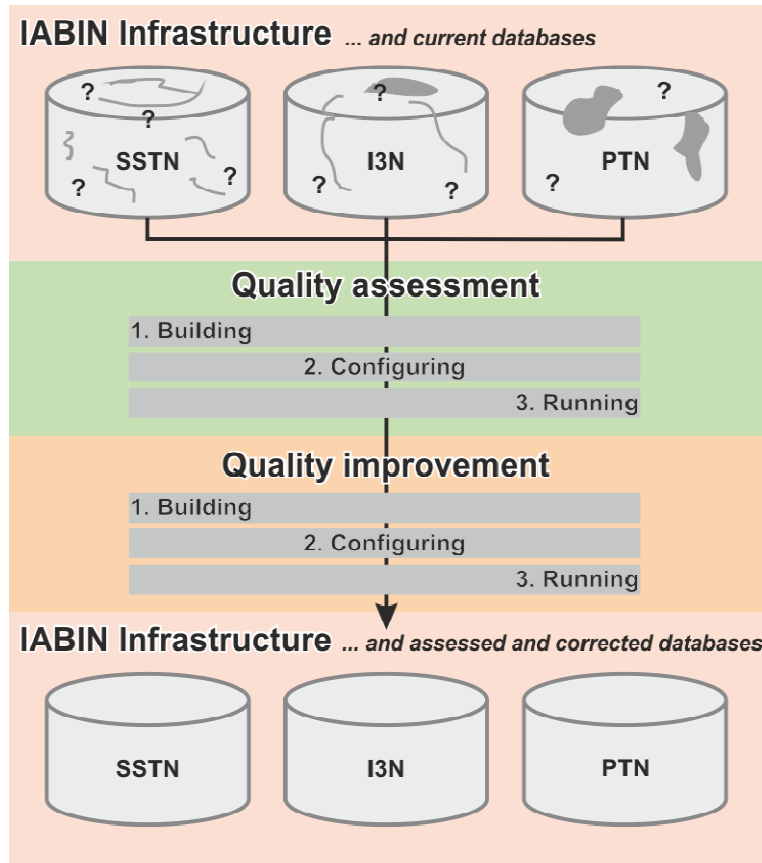 IABIN Infrastructure ... and current databases
? ? ? ?
? ?
SSTN I3N PTN
? ? ? ? ?
Quality assessment
1. Building
2. Configuring
3. Running
Quality improvement
1. Building
2. Configuring
3. Running
IABIN Infrastructure ... and assessed and corrected databases
SSTN I3N PTN